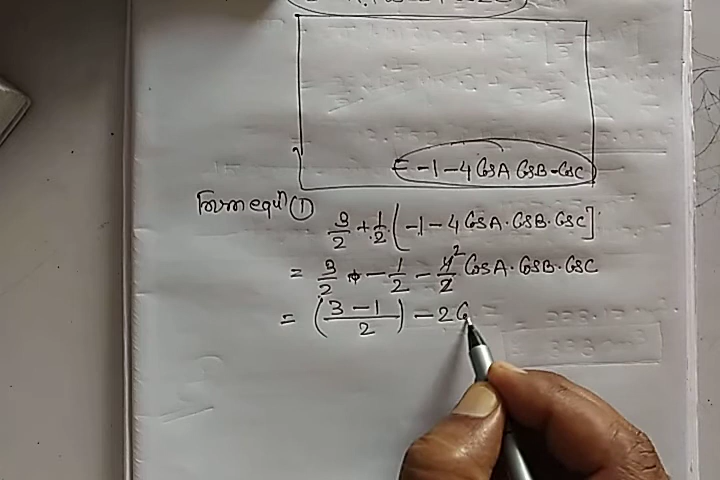 = -1 - 4 CosA CosB - CosC
From equn ①
3/2 + 1/2 [-1 - 4 CosA · CosB · CosC]
= 3/2 + - 1/2 - 4/2 ² CosA · CosB · CosC
= (3 - 1 / 2) - 2 C